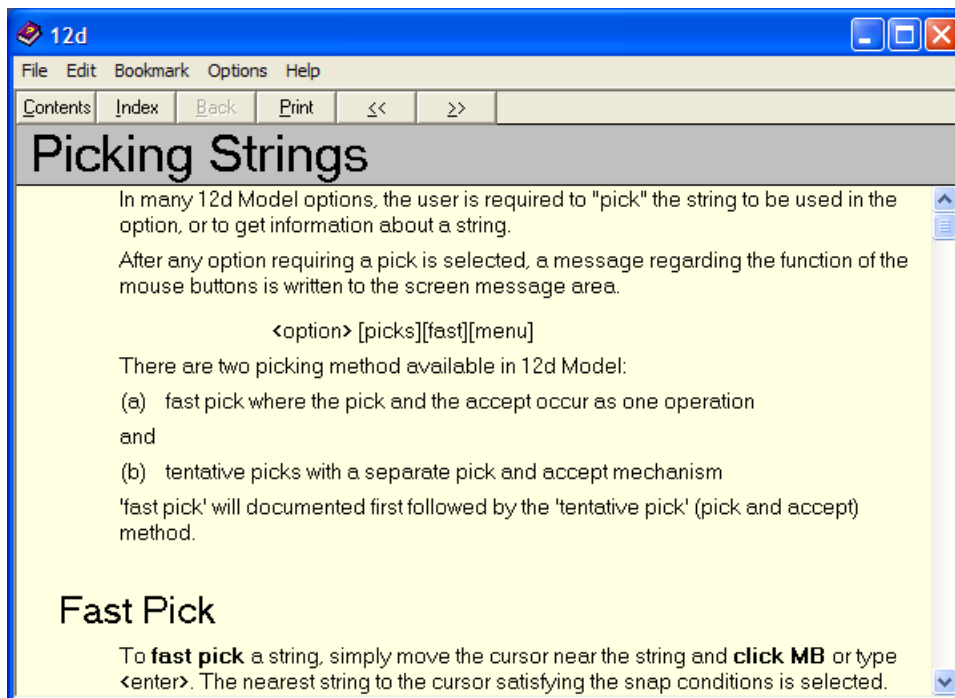 12d
File Edit Bookmark Options Help
Contents Index Back Print << >>
Picking Strings
In many 12d Model options, the user is required to "pick" the string to be used in the
option, or to get information about a string.
After any option requiring a pick is selected, a message regarding the function of the
mouse buttons is written to the screen message area.
<option> [picks][fast][menu]
There are two picking method available in 12d Model:
(a) fast pick where the pick and the accept occur as one operation
and
(b) tentative picks with a separate pick and accept mechanism
'fast pick' will documented first followed by the 'tentative pick' (pick and accept)
method.
Fast Pick
To fast pick a string, simply move the cursor near the string and click MB or type
<enter>. The nearest string to the cursor satisfying the snap conditions is selected.